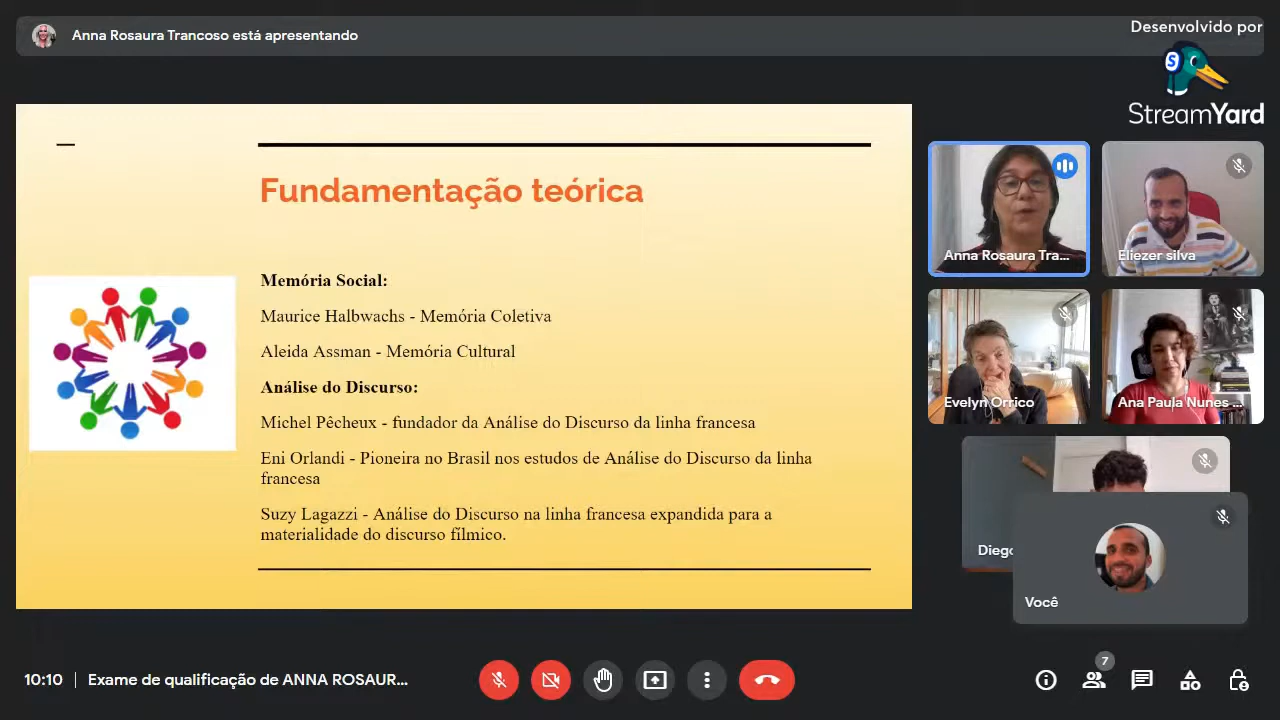 Anna Rosaura Trancoso está apresentando
Desenvolvido por
StreamYard
Fundamentação teórica
Memória Social:
Maurice Halbwachs - Memória Coletiva
Aleida Assman - Memória Cultural
Análise do Discurso:
Michel Pêcheux - fundador da Análise do Discurso da linha francesa
Eni Orlandi - Pioneira no Brasil nos estudos de Análise do Discurso da linha
francesa
Suzy Lagazzi - Análise do Discurso na linha francesa expandida para a
materialidade do discurso fílmico.
Anna Rosaura Tra...
Eliezer silva
Evelyn Orrico
Ana Paula Nunes ...
Diego
Você
10:10
Exame de qualificação de ANNA ROSAUR...
7